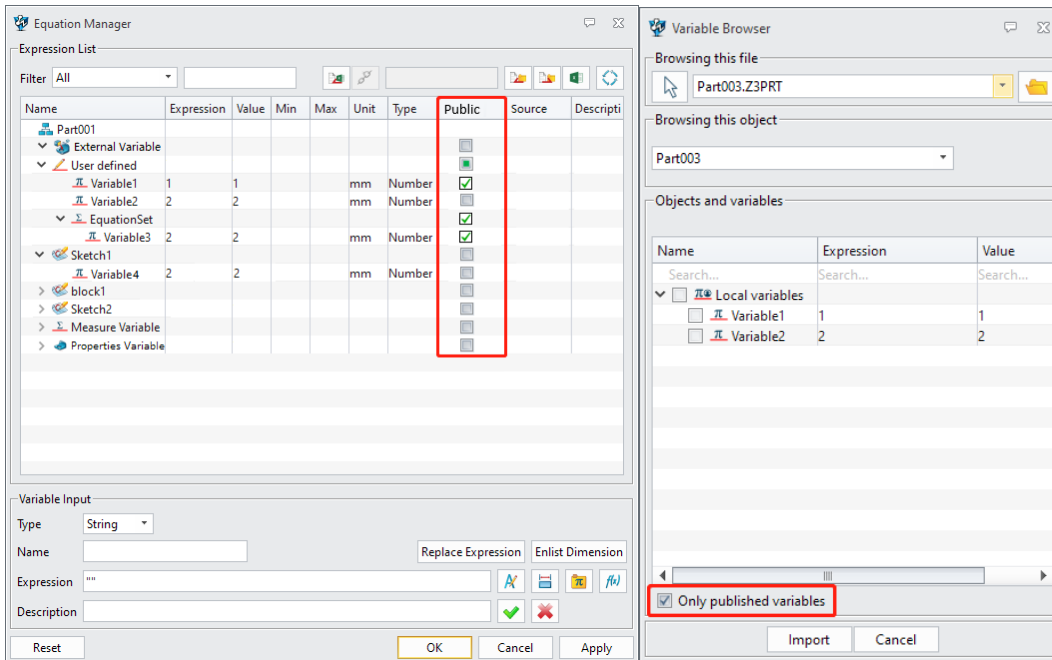 Equation Manager
Expression List
Filter All
Name Expression Value Min Max Unit Type Public Source Descripti
Part001
External Variable
User defined
Variable1 1 1 mm Number
Variable2 2 2 mm Number
EquationSet
Variable3 2 2 mm Number
Sketch1
Variable4 2 2 mm Number
block1
Sketch2
Measure Variable
Properties Variable
Variable Input
Type String
Name Replace Expression Enlist Dimension
Expression ""
Description
Reset OK Cancel Apply
Variable Browser
Browsing this file
Part003.Z3PRT
Browsing this object
Part003
Objects and variables
Name Expression Value
Search... Search... Search...
Local variables
Variable1 1 1
Variable2 2 2
Only published variables
Import Cancel